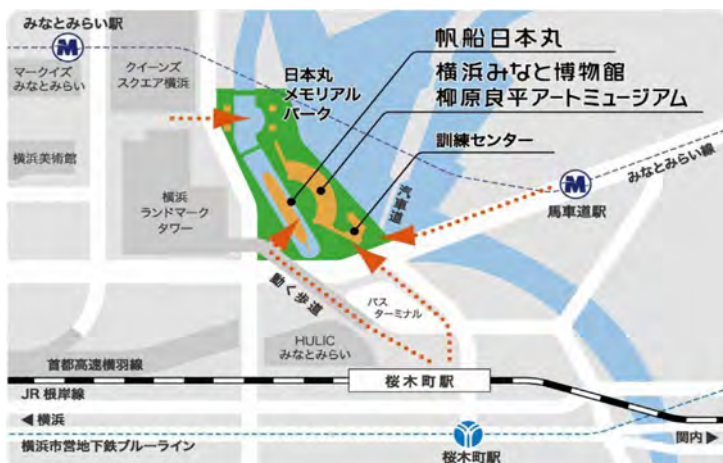 みなとみらい駅
M
マークイズ
みなとみらい
クイーンズ
スクエア横浜
日本丸
メモリアル
パーク
帆船日本丸
横浜みなと博物館
柳原良平アートミュージアム
訓練センター
横浜美術館
横浜
ランドマーク
タワー
汽車道
M
馬車道駅
みなとみらい線
動く歩道
バス
ターミナル
HULIC
みなとみらい
首都高速横羽線
桜木町駅
JR 根岸線
◀横浜
横浜市営地下鉄ブルーライン
桜木町駅
関内▶